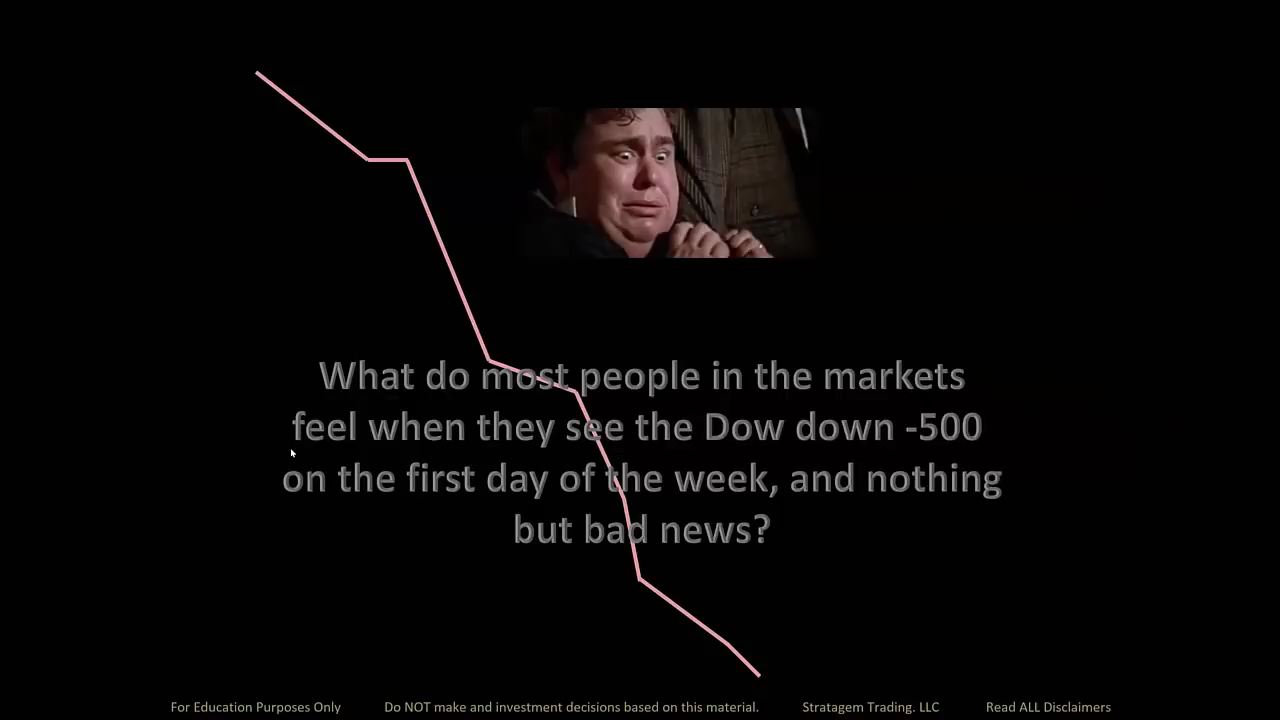 What do most people in the markets
feel when they see the Dow down -500
on the first day of the week, and nothing
but bad news?
For Education Purposes Only Do NOT make and investment decisions based on this material. Stratagem Trading. LLC Read ALL Disclaimers